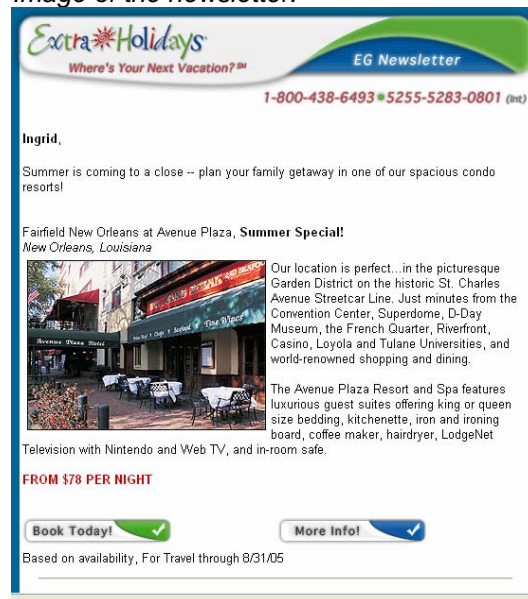 Image of the newsletter.
Extra Holidays
Where's Your Next Vacation? SM
EG Newsletter
1-800-438-6493 • 5255-5283-0801 (Int)
Ingrid,
Summer is coming to a close -- plan your family getaway in one of our spacious condo
resorts!
Fairfield New Orleans at Avenue Plaza, Summer Special!
New Orleans, Louisiana
Avenue Plaza Hotel
Chops • Seafood • Fine Wines
Our location is perfect...in the picturesque
Garden District on the historic St. Charles
Avenue Streetcar Line. Just minutes from the
Convention Center, Superdome, D-Day
Museum, the French Quarter, Riverfront,
Casino, Loyola and Tulane Universities, and
world-renowned shopping and dining.
The Avenue Plaza Resort and Spa features
luxurious guest suites offering king or queen
size bedding, kitchenette, iron and ironing
board, coffee maker, hairdryer, LodgeNet
Television with Nintendo and Web TV, and in-room safe.
FROM $78 PER NIGHT
Book Today!
More Info!
Based on availability, For Travel through 8/31/05